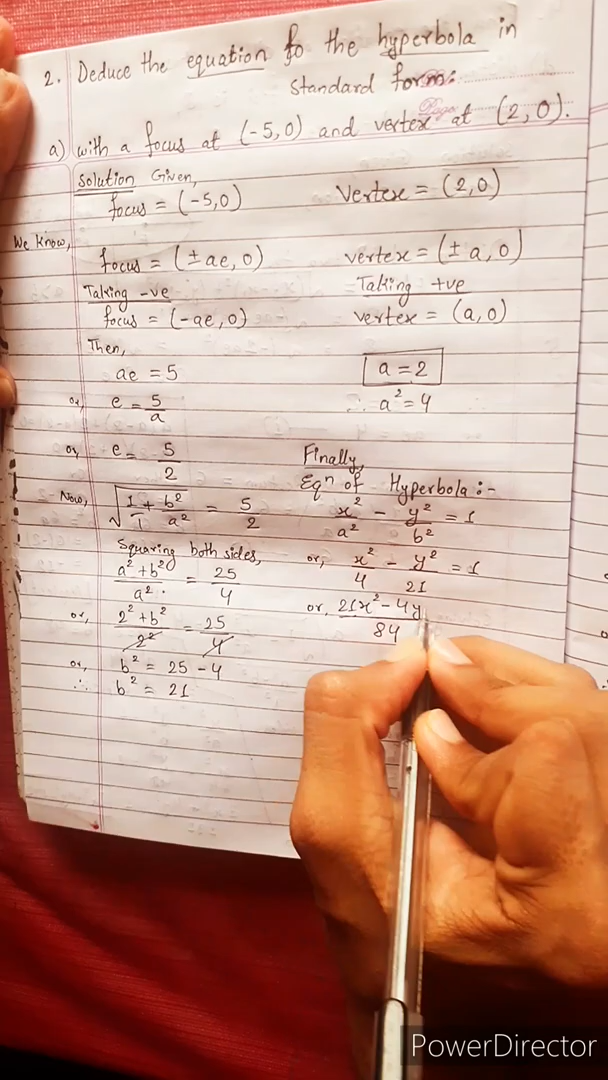 2. Deduce the equation fo the hyperbola in
standard form:
a) with a focus at (-5,0) and vertex at (2,0).
Solution Given,
focus = (-5,0)
Vertex = (2,0)
We know,
focus = (±ae, 0)
vertex = (±a, 0)
Taking -ve
Taking +ve
focus = (-ae, 0)
vertex = (a,0)
Then,
ae = 5
a = 2
or, e = 5/a
∴ a² = 4
or, e = 5/2
Now, √(1/1 + b²/a²) = 5/2
Squaring both sides,
(a² + b²)/a² = 25/4
or, (2² + b²)/2² = 25/4
or, b² = 25 - 4
∴ b² = 21
Finally,
Eqn of Hyperbola :-
x²/a² - y²/b² = 1
or, x²/4 - y²/21 = 1
or, (21x² - 4y)/84
PowerDirector